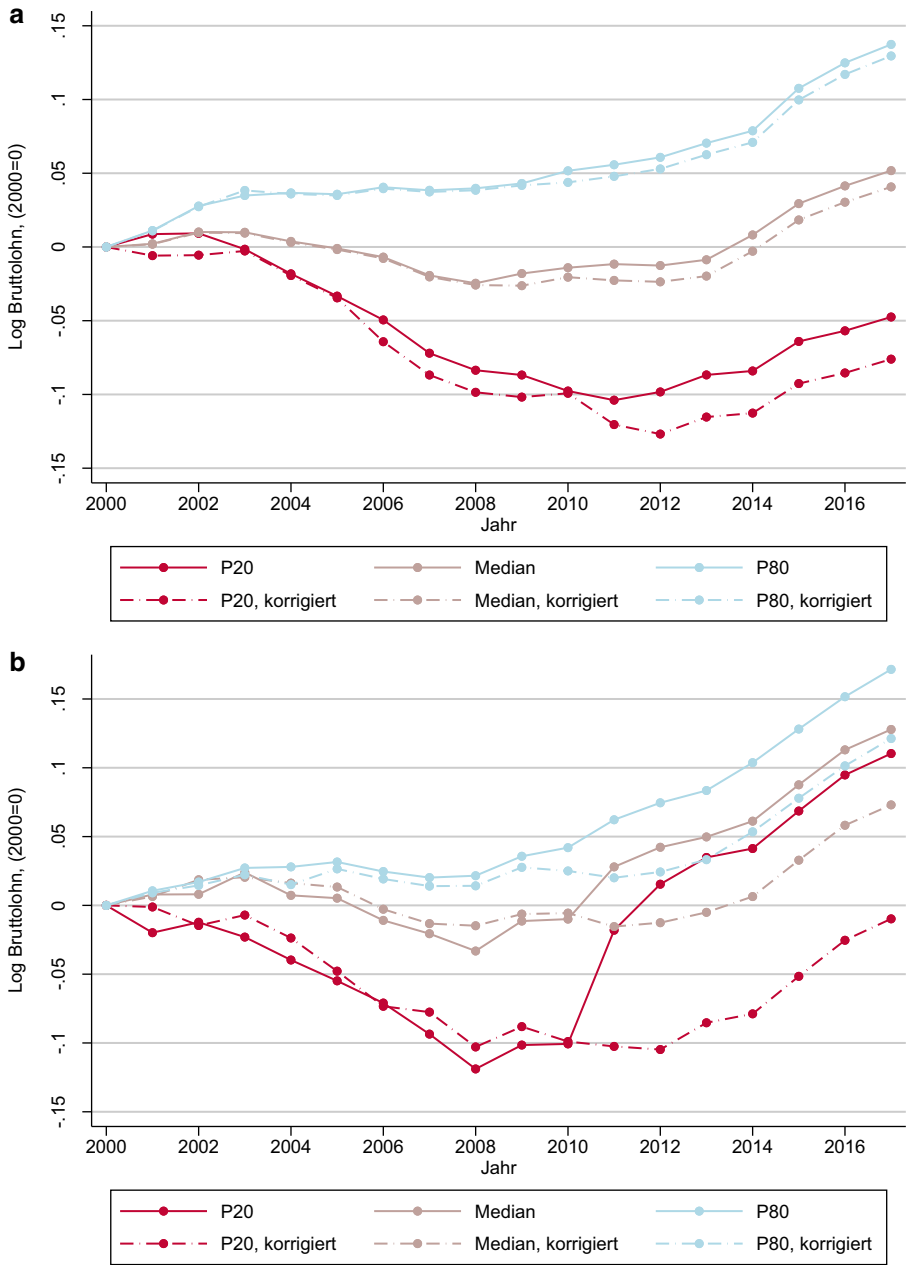 a
.15
.1
.05
0
-.05
-.1
-.15
Log Bruttolohn, (2000=0)
2000 2002 2004 2006 2008 2010 2012 2014 2016
Jahr
P20 Median P80
P20, korrigiert Median, korrigiert P80, korrigiert
b
.15
.1
.05
0
-.05
-.1
-.15
Log Bruttolohn, (2000=0)
2000 2002 2004 2006 2008 2010 2012 2014 2016
Jahr
P20 Median P80
P20, korrigiert Median, korrigiert P80, korrigiert